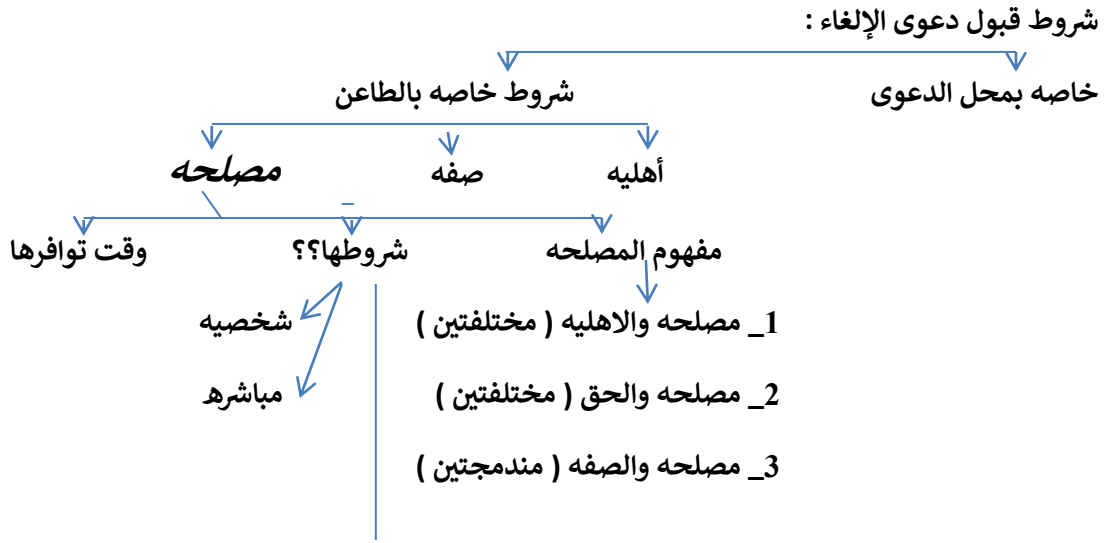 شروط قبول دعوى الإلغاء :
خاصه بمحل الدعوى شروط خاصه بالطاعن
أهليه صفه مصلحه
مفهوم المصلحه شروطها؟؟ وقت توافرها
1_ مصلحه والاهليه ( مختلفتين ) شخصيه
2_ مصلحه والحق ( مختلفتين ) مباشره
3_ مصلحه والصفه ( مندمجتين )